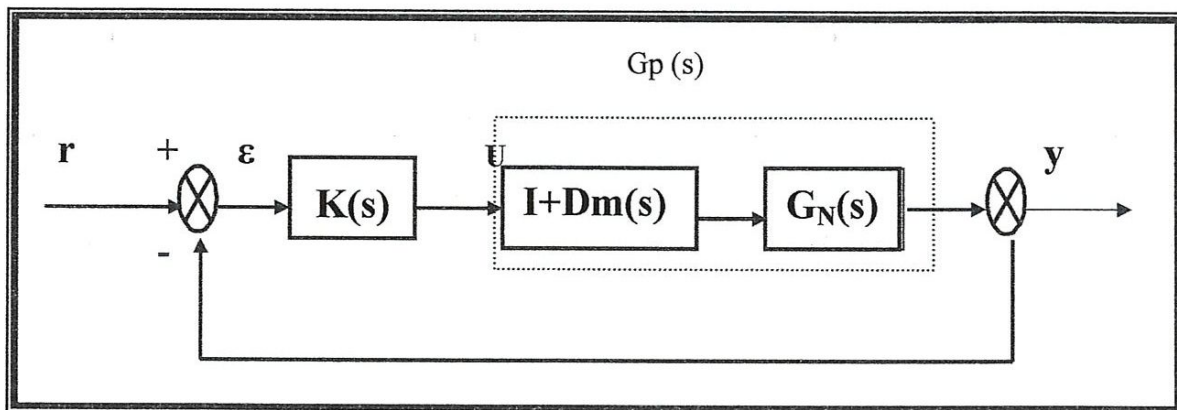 Gp (s)
r + ε U y
K(s) I+Dm(s) G_N(s)
-